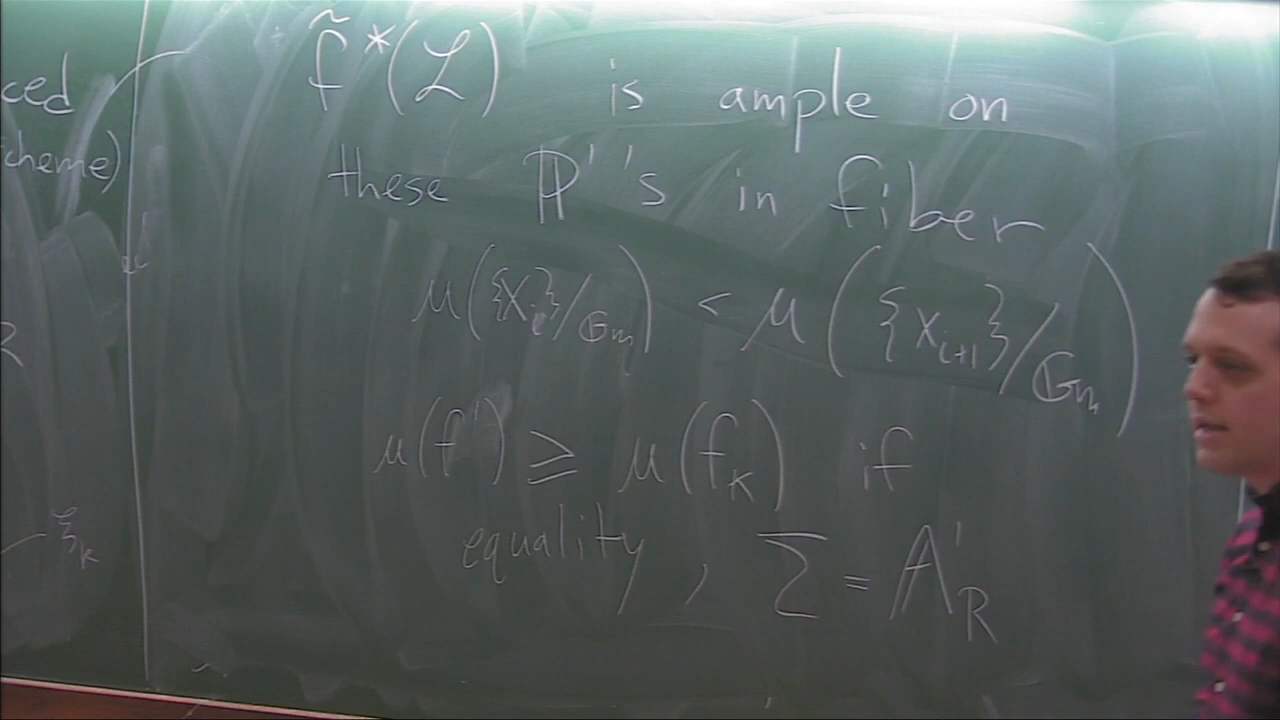 ced
cheme)
R
ξ_k
f̃*(ℒ) is ample on
these ℙ¹'s in fiber
μ({x_i}/𝔾_m) < μ({x_{i+1}}/𝔾_m)
μ(f') ≥ μ(f_K) if
equality, Σ = A¹_R